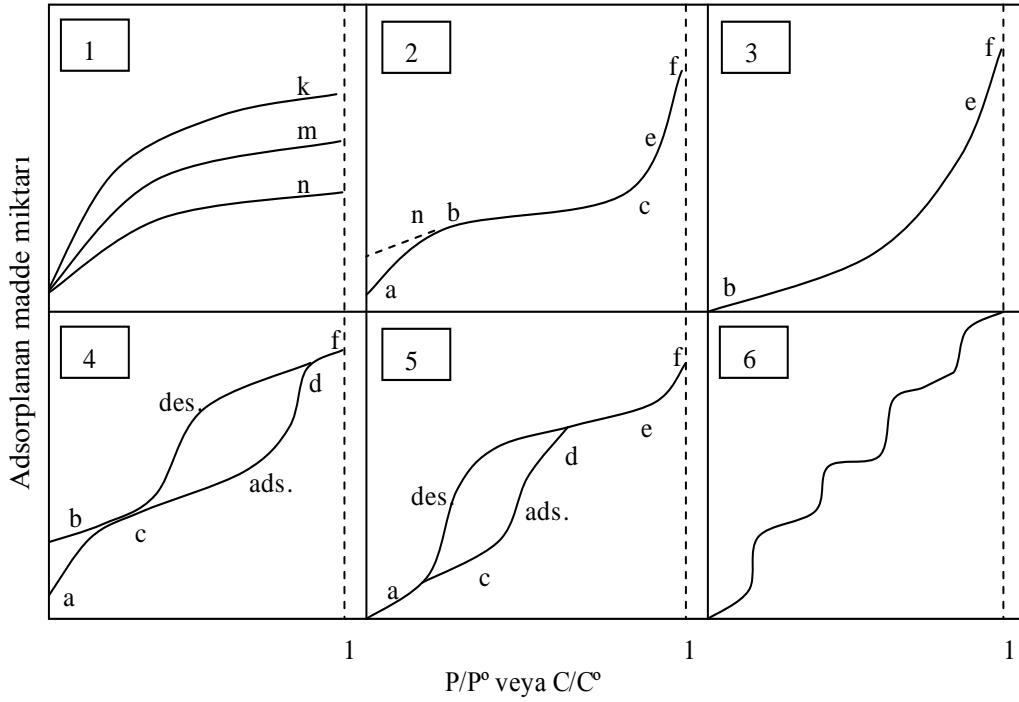 Adsorplanan madde miktarı
1
k
m
n
2
a
n
b
c
e
f
3
b
e
f
4
a
b
c
des.
ads.
d
f
5
a
des.
c
ads.
d
e
f
6
1
1
1
P/Pº veya C/Cº